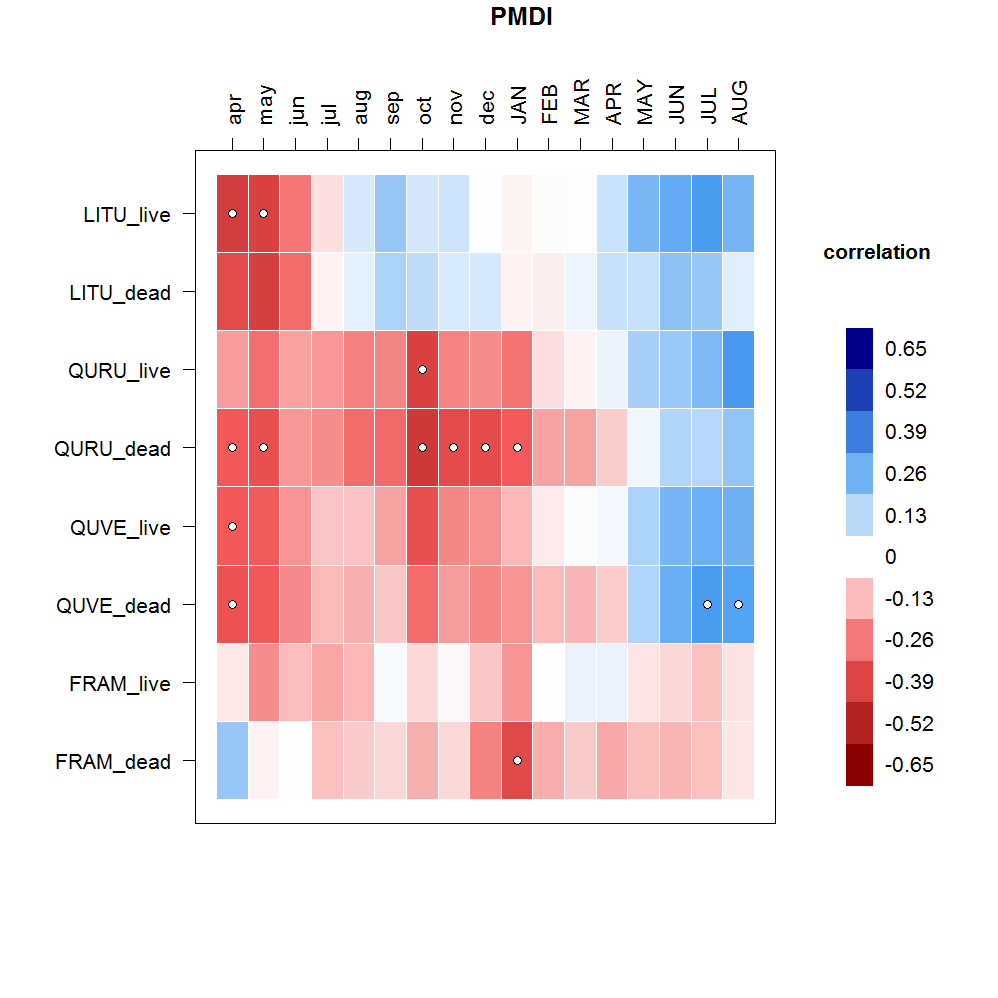 PMDI
apr may jun jul aug sep oct nov dec JAN FEB MAR APR MAY JUN JUL AUG
LITU_live
LITU_dead
QURU_live
QURU_dead
QUVE_live
QUVE_dead
FRAM_live
FRAM_dead
correlation
0.65
0.52
0.39
0.26
0.13
0
-0.13
-0.26
-0.39
-0.52
-0.65